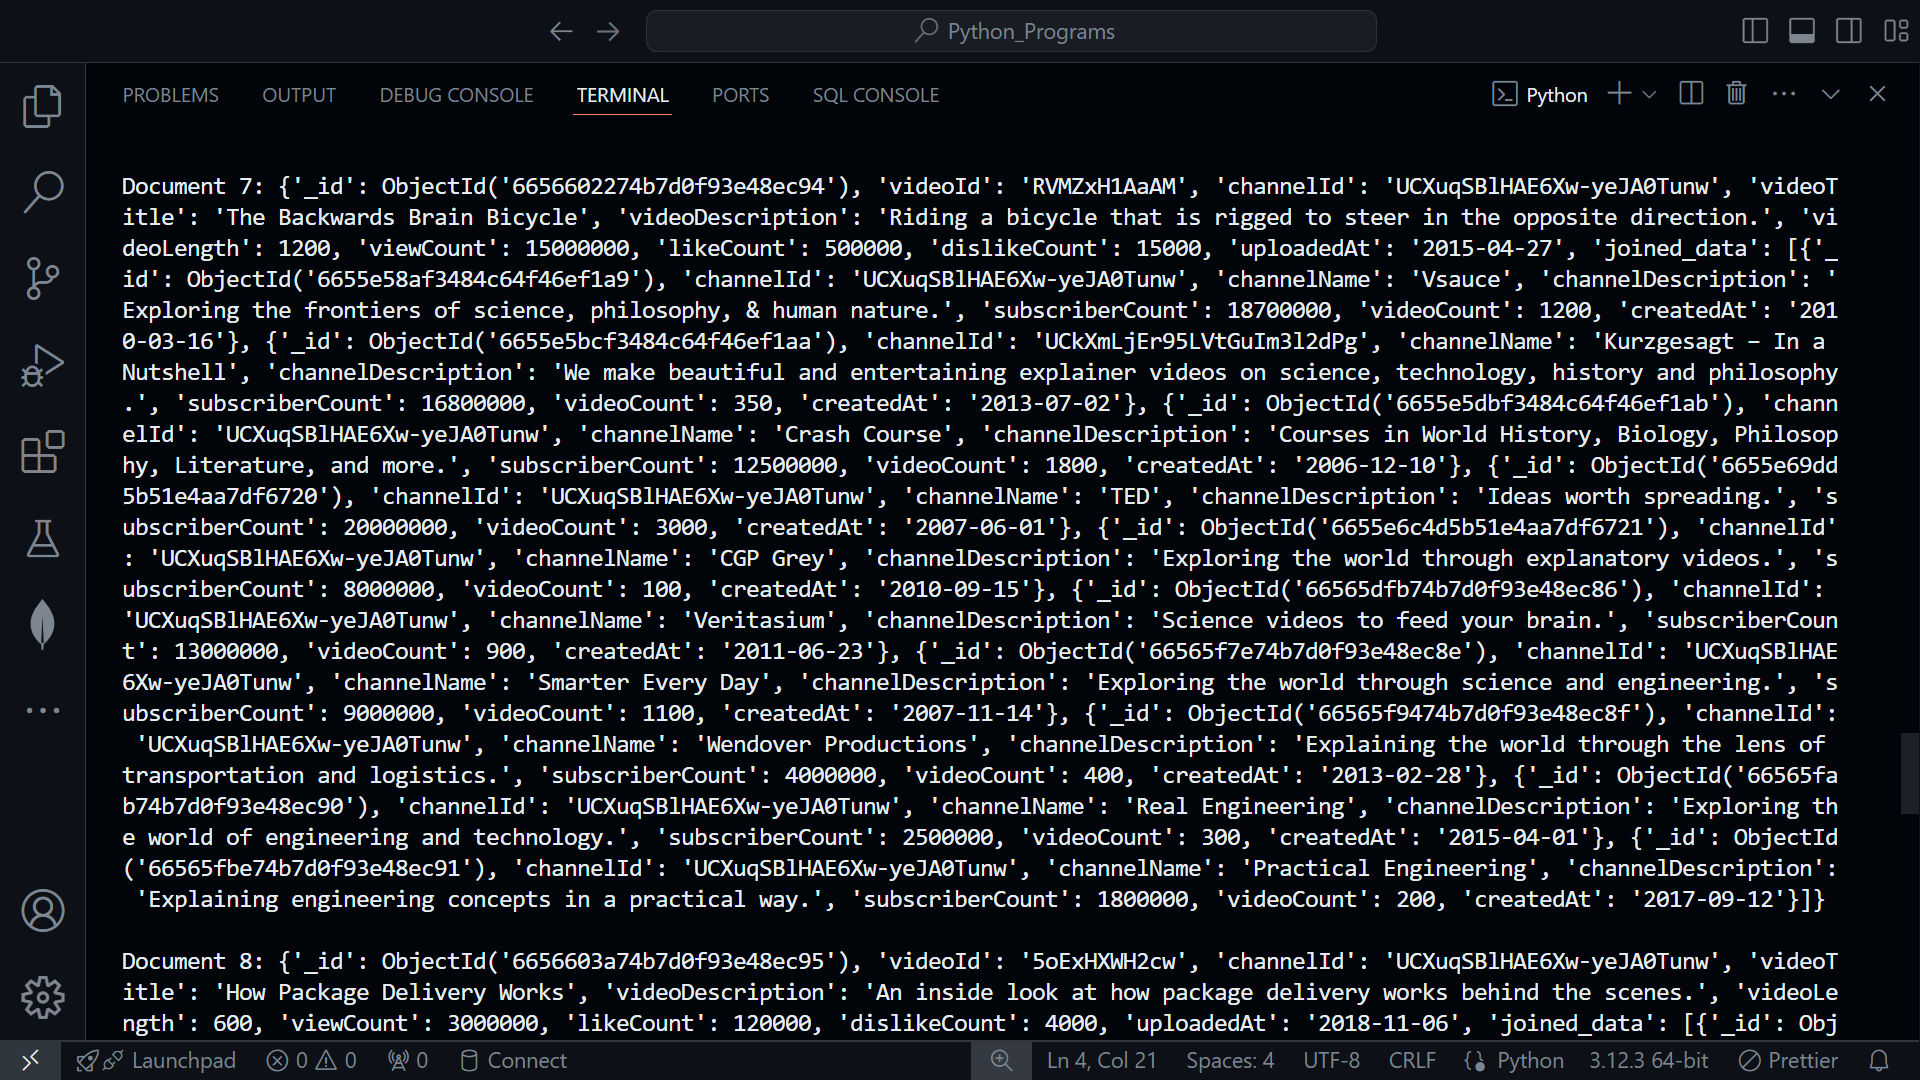 Python_Programs
PROBLEMS OUTPUT DEBUG CONSOLE TERMINAL PORTS SQL CONSOLE Python
Document 7: {'_id': ObjectId('6656602274b7d0f93e48ec94'), 'videoId': 'RVMZxH1AaAM', 'channelId': 'UCXuqSBlHAE6Xw-yeJA0Tunw', 'videoT
itle': 'The Backwards Brain Bicycle', 'videoDescription': 'Riding a bicycle that is rigged to steer in the opposite direction.', 'vi
deoLength': 1200, 'viewCount': 15000000, 'likeCount': 500000, 'dislikeCount': 15000, 'uploadedAt': '2015-04-27', 'joined_data': [{'_
id': ObjectId('6655e58af3484c64f46ef1a9'), 'channelId': 'UCXuqSBlHAE6Xw-yeJA0Tunw', 'channelName': 'Vsauce', 'channelDescription': '
Exploring the frontiers of science, philosophy, & human nature.', 'subscriberCount': 18700000, 'videoCount': 1200, 'createdAt': '201
0-03-16'}, {'_id': ObjectId('6655e5bcf3484c64f46ef1aa'), 'channelId': 'UCkXmLjEr95LVtGuIm3l2dPg', 'channelName': 'Kurzgesagt – In a
Nutshell', 'channelDescription': 'We make beautiful and entertaining explainer videos on science, technology, history and philosophy
.', 'subscriberCount': 16800000, 'videoCount': 350, 'createdAt': '2013-07-02'}, {'_id': ObjectId('6655e5dbf3484c64f46ef1ab'), 'chann
elId': 'UCXuqSBlHAE6Xw-yeJA0Tunw', 'channelName': 'Crash Course', 'channelDescription': 'Courses in World History, Biology, Philosop
hy, Literature, and more.', 'subscriberCount': 12500000, 'videoCount': 1800, 'createdAt': '2006-12-10'}, {'_id': ObjectId('6655e69dd
5b51e4aa7df6720'), 'channelId': 'UCXuqSBlHAE6Xw-yeJA0Tunw', 'channelName': 'TED', 'channelDescription': 'Ideas worth spreading.', 's
ubscriberCount': 20000000, 'videoCount': 3000, 'createdAt': '2007-06-01'}, {'_id': ObjectId('6655e6c4d5b51e4aa7df6721'), 'channelId'
: 'UCXuqSBlHAE6Xw-yeJA0Tunw', 'channelName': 'CGP Grey', 'channelDescription': 'Exploring the world through explanatory videos.', 's
ubscriberCount': 8000000, 'videoCount': 100, 'createdAt': '2010-09-15'}, {'_id': ObjectId('66565dfb74b7d0f93e48ec86'), 'channelId':
'UCXuqSBlHAE6Xw-yeJA0Tunw', 'channelName': 'Veritasium', 'channelDescription': 'Science videos to feed your brain.', 'subscriberCoun
t': 13000000, 'videoCount': 900, 'createdAt': '2011-06-23'}, {'_id': ObjectId('66565f7e74b7d0f93e48ec8e'), 'channelId': 'UCXuqSBlHAE
6Xw-yeJA0Tunw', 'channelName': 'Smarter Every Day', 'channelDescription': 'Exploring the world through science and engineering.', 's
ubscriberCount': 9000000, 'videoCount': 1100, 'createdAt': '2007-11-14'}, {'_id': ObjectId('66565f9474b7d0f93e48ec8f'), 'channelId':
'UCXuqSBlHAE6Xw-yeJA0Tunw', 'channelName': 'Wendover Productions', 'channelDescription': 'Explaining the world through the lens of
transportation and logistics.', 'subscriberCount': 4000000, 'videoCount': 400, 'createdAt': '2013-02-28'}, {'_id': ObjectId('66565fa
b74b7d0f93e48ec90'), 'channelId': 'UCXuqSBlHAE6Xw-yeJA0Tunw', 'channelName': 'Real Engineering', 'channelDescription': 'Exploring th
e world of engineering and technology.', 'subscriberCount': 2500000, 'videoCount': 300, 'createdAt': '2015-04-01'}, {'_id': ObjectId
('66565fbe74b7d0f93e48ec91'), 'channelId': 'UCXuqSBlHAE6Xw-yeJA0Tunw', 'channelName': 'Practical Engineering', 'channelDescription':
'Explaining engineering concepts in a practical way.', 'subscriberCount': 1800000, 'videoCount': 200, 'createdAt': '2017-09-12'}]}
Document 8: {'_id': ObjectId('6656603a74b7d0f93e48ec95'), 'videoId': '5oExHXWH2cw', 'channelId': 'UCXuqSBlHAE6Xw-yeJA0Tunw', 'videoT
itle': 'How Package Delivery Works', 'videoDescription': 'An inside look at how package delivery works behind the scenes.', 'videoLe
ngth': 600, 'viewCount': 3000000, 'likeCount': 120000, 'dislikeCount': 4000, 'uploadedAt': '2018-11-06', 'joined_data': [{'_id': Obj
Launchpad 0 0 0 Connect Ln 4, Col 21 Spaces: 4 UTF-8 CRLF Python 3.12.3 64-bit Prettier